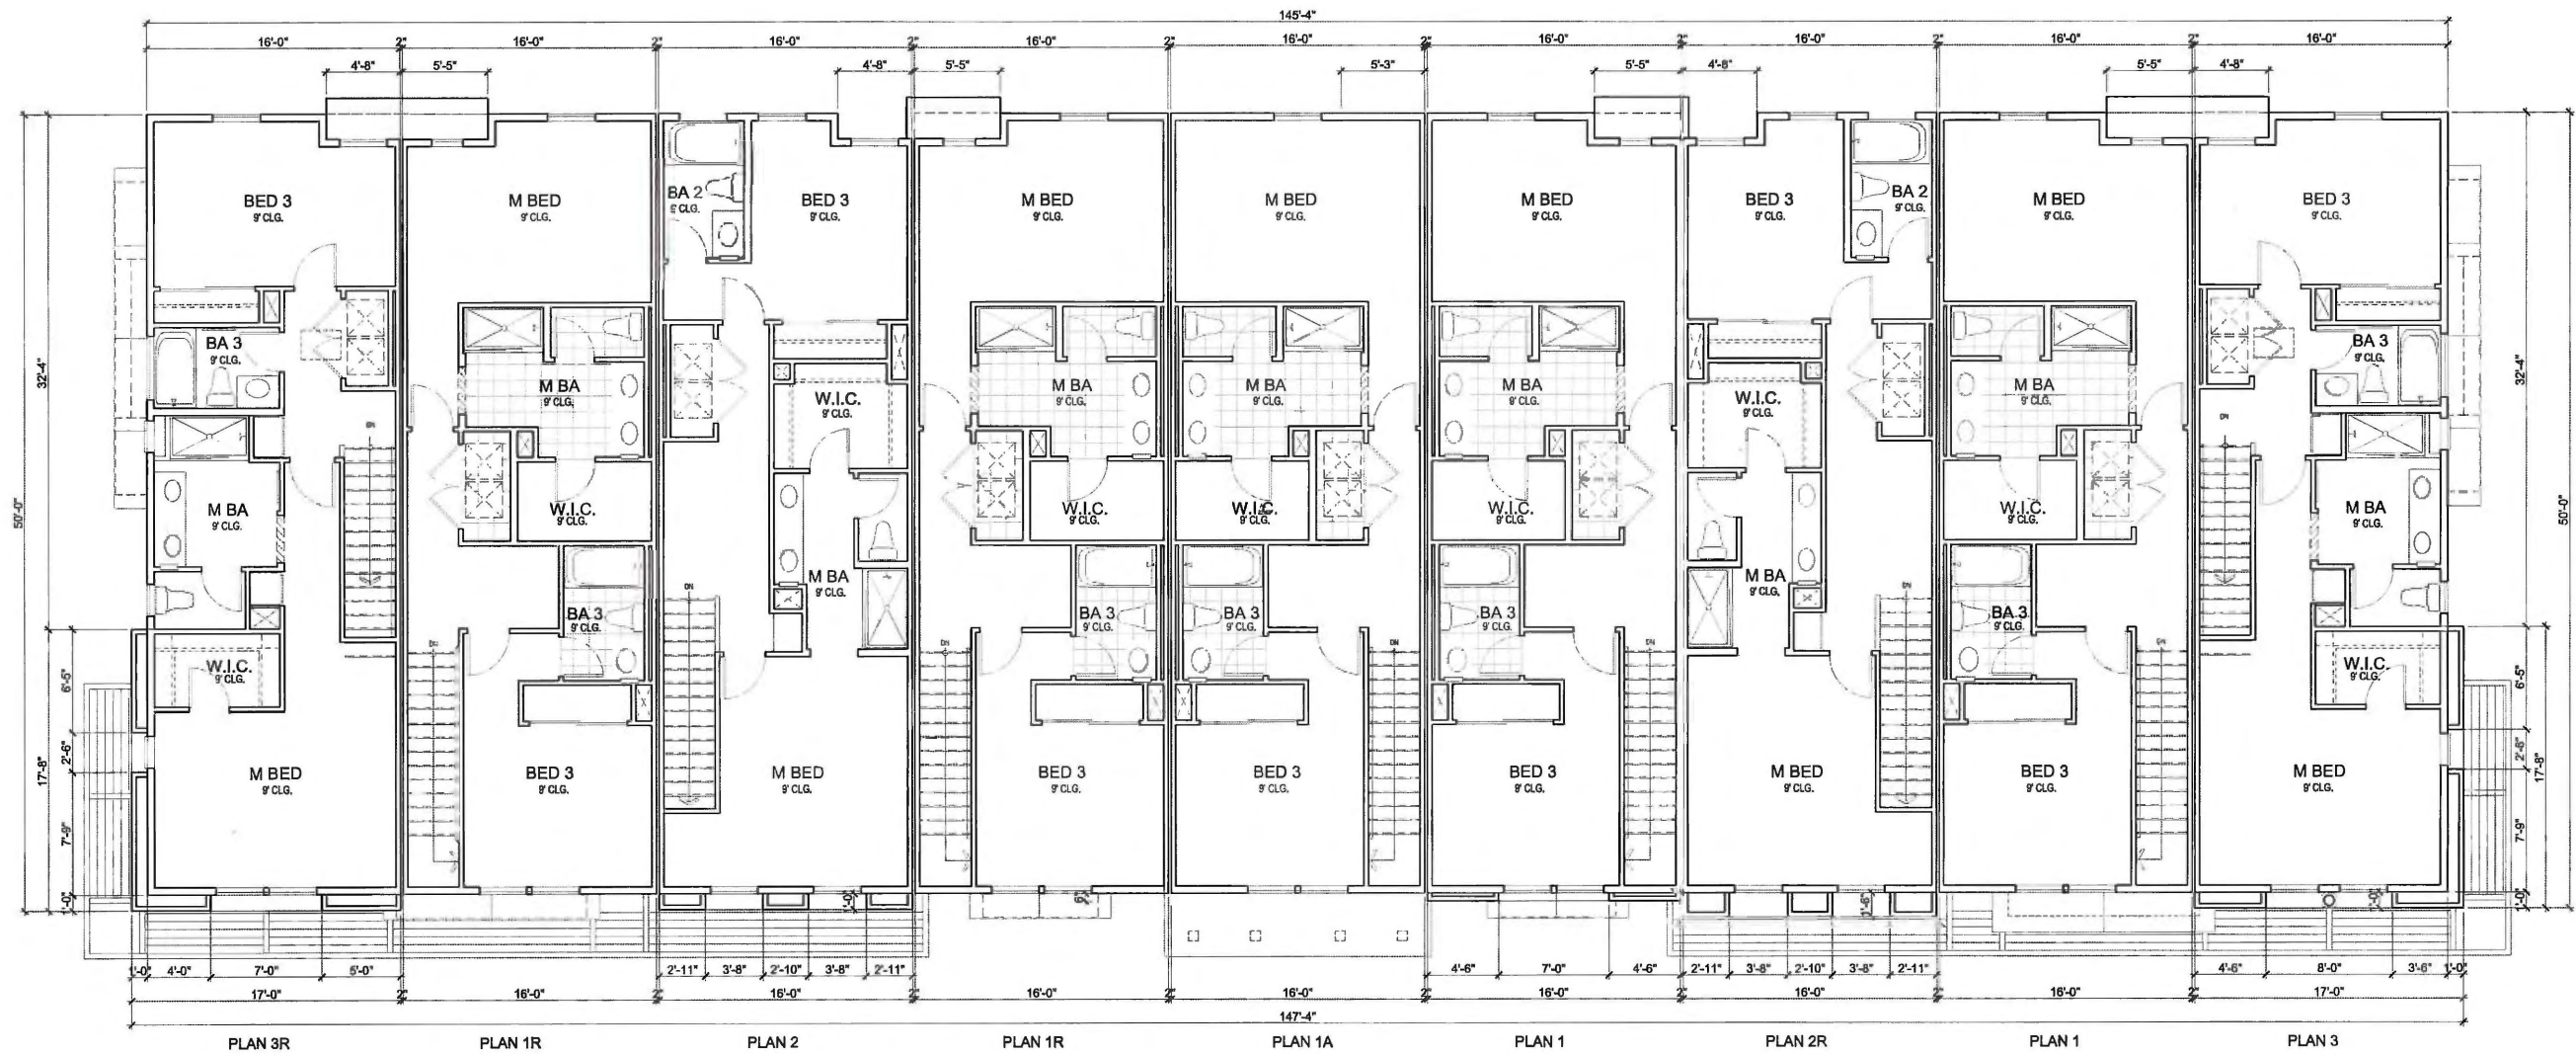 145'-4"
16'-0" 2" 16'-0" 2" 16'-0" 2" 16'-0" 2" 16'-0" 2" 16'-0" 2" 16'-0" 2" 16'-0" 2" 16'-0"
4'-8" 5'-5" 4'-8" 5'-5" 5'-3" 5'-5" 4'-8" 5'-5" 4'-8"
BED 3 M BED BA 2 BED 3 M BED M BED M BED BED 3 BA 2 M BED BED 3
9' CLG. 9' CLG. CLG. 9' CLG. 9' CLG. 9' CLG. 9' CLG. 9' CLG. 9' CLG. 9' CLG. 9' CLG.
BA 3 BA 3
9' CLG. 9' CLG.
32'-4" 32'-4"
M BA W.I.C. M BA M BA M BA W.I.C. M BA
9' CLG. 9' CLG. 9' CLG. 9' CLG. 9' CLG. 9' CLG. 9' CLG.
DN DN
50'-0" M BA W.I.C. W.I.C. W.I.C. W.I.C. W.I.C. M BA 50'-0"
9' CLG. 9' CLG. 9' CLG. 9' CLG. 9' CLG. 9' CLG. 9' CLG.
DN M BA M BA DN
9' CLG. 9' CLG.
BA 3 BA 3 BA 3 BA 3 BA 3
9' CLG. 9' CLG. 9' CLG. 9' CLG. 9' CLG.
DN DN DN DN DN
W.I.C. W.I.C.
9' CLG. 9' CLG.
6'-5" 6'-5"
2'-6"
17'-8" 17'-8"
M BED BED 3 M BED BED 3 BED 3 BED 3 M BED BED 3 M BED
9' CLG. 9' CLG. 9' CLG. 9' CLG. 9' CLG. 9' CLG. 9' CLG. 9' CLG. 9' CLG.
7'-9" 7'-9"
1'-0" 1'-0" 6" 1'-6" 1'-0" 1'-0"
1'-0" 4'-0" 7'-0" 5'-0" 2'-11" 3'-8" 2'-10" 3'-8" 2'-11" 4'-6" 7'-0" 4'-6" 2'-11" 3'-8" 2'-10" 3'-8" 2'-11" 4'-6" 8'-0" 3'-6" 1'-0"
17'-0" 2" 16'-0" 2" 16'-0" 2" 16'-0" 2" 16'-0" 2" 16'-0" 2" 16'-0" 2" 16'-0" 2" 17'-0"
147'-4"
PLAN 3R PLAN 1R PLAN 2 PLAN 1R PLAN 1A PLAN 1 PLAN 2R PLAN 1 PLAN 3